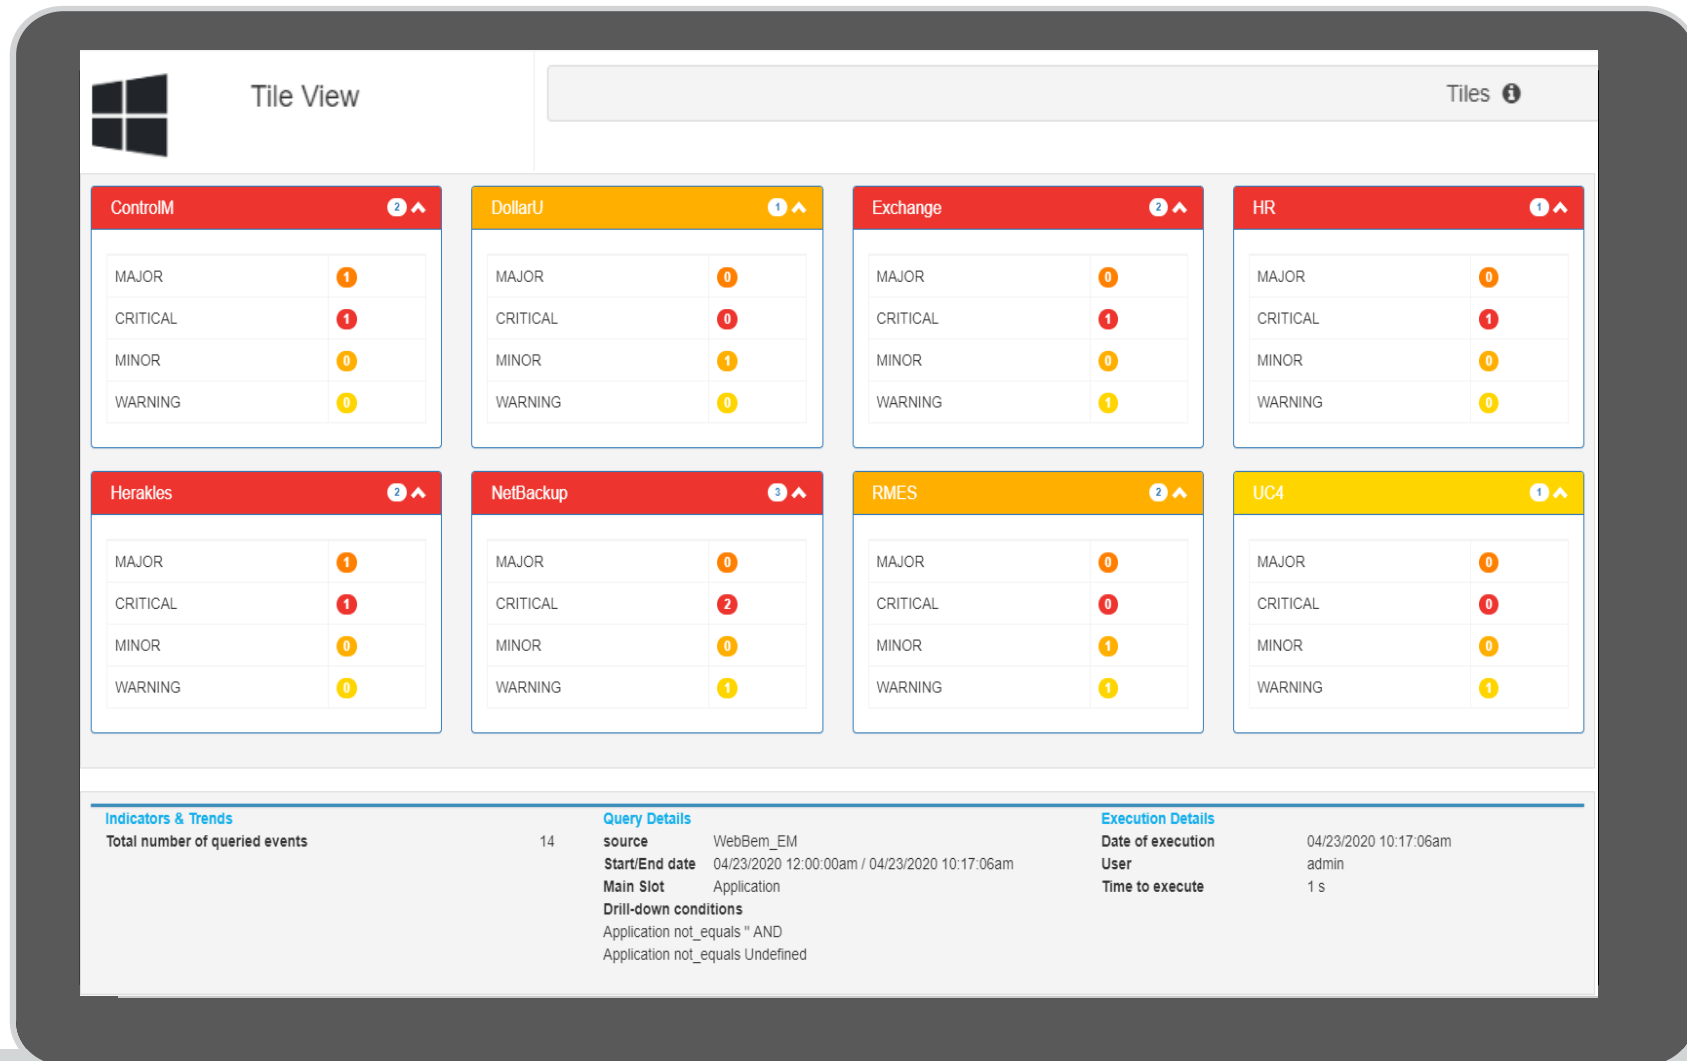 Tile View
Tiles
ControlM 2
MAJOR 1
CRITICAL 1
MINOR 0
WARNING 0
DollarU 1
MAJOR 0
CRITICAL 0
MINOR 1
WARNING 0
Exchange 2
MAJOR 0
CRITICAL 1
MINOR 0
WARNING 1
HR 1
MAJOR 0
CRITICAL 1
MINOR 0
WARNING 0
Herakles 2
MAJOR 1
CRITICAL 1
MINOR 0
WARNING 0
NetBackup 3
MAJOR 0
CRITICAL 2
MINOR 0
WARNING 1
RMES 2
MAJOR 0
CRITICAL 0
MINOR 1
WARNING 1
UC4 1
MAJOR 0
CRITICAL 0
MINOR 0
WARNING 1
Indicators & Trends
Total number of queried events 14
Query Details
source WebBem_EM
Start/End date 04/23/2020 12:00:00am / 04/23/2020 10:17:06am
Main Slot Application
Drill-down conditions
Application not_equals '' AND
Application not_equals Undefined
Execution Details
Date of execution 04/23/2020 10:17:06am
User admin
Time to execute 1 s